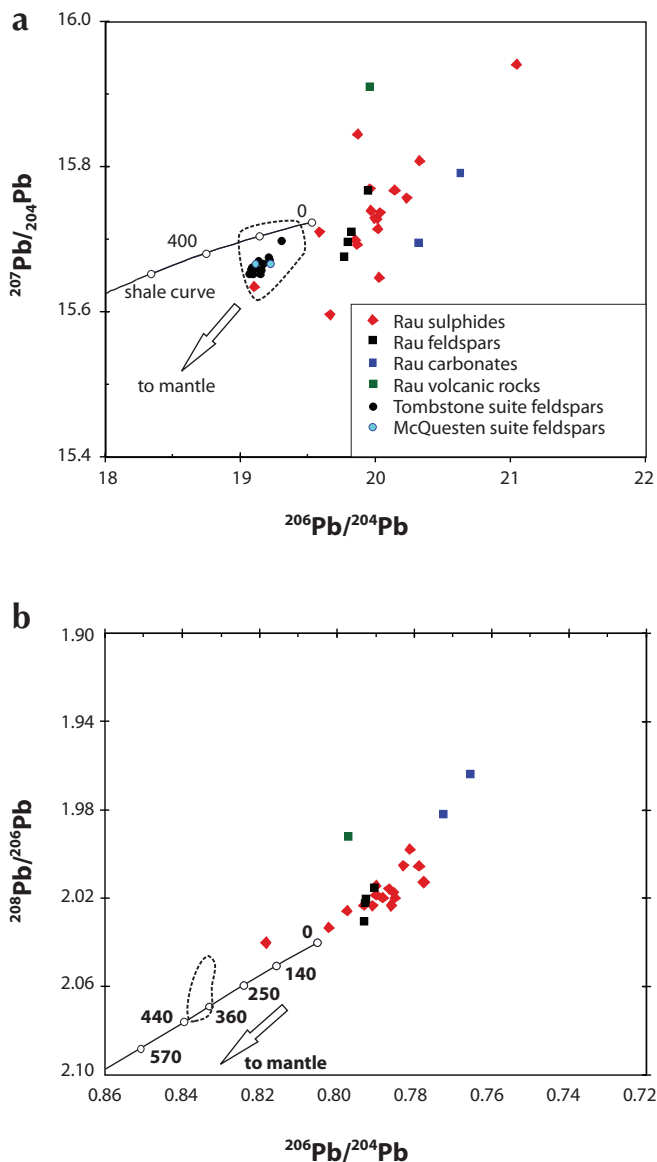 a
16.0
15.8
15.6
15.4
²⁰⁷Pb/₂₀₄Pb
0
400
shale curve
to mantle
Rau sulphides
Rau feldspars
Rau carbonates
Rau volcanic rocks
Tombstone suite feldspars
McQuesten suite feldspars
18 19 20 21 22
²⁰⁶Pb/²⁰⁴Pb
b
1.90
1.94
1.98
2.02
2.06
2.10
²⁰⁸Pb/²⁰⁶Pb
0
140
250
360
440
570
to mantle
0.86 0.84 0.82 0.80 0.78 0.76 0.74 0.72
²⁰⁶Pb/²⁰⁴Pb